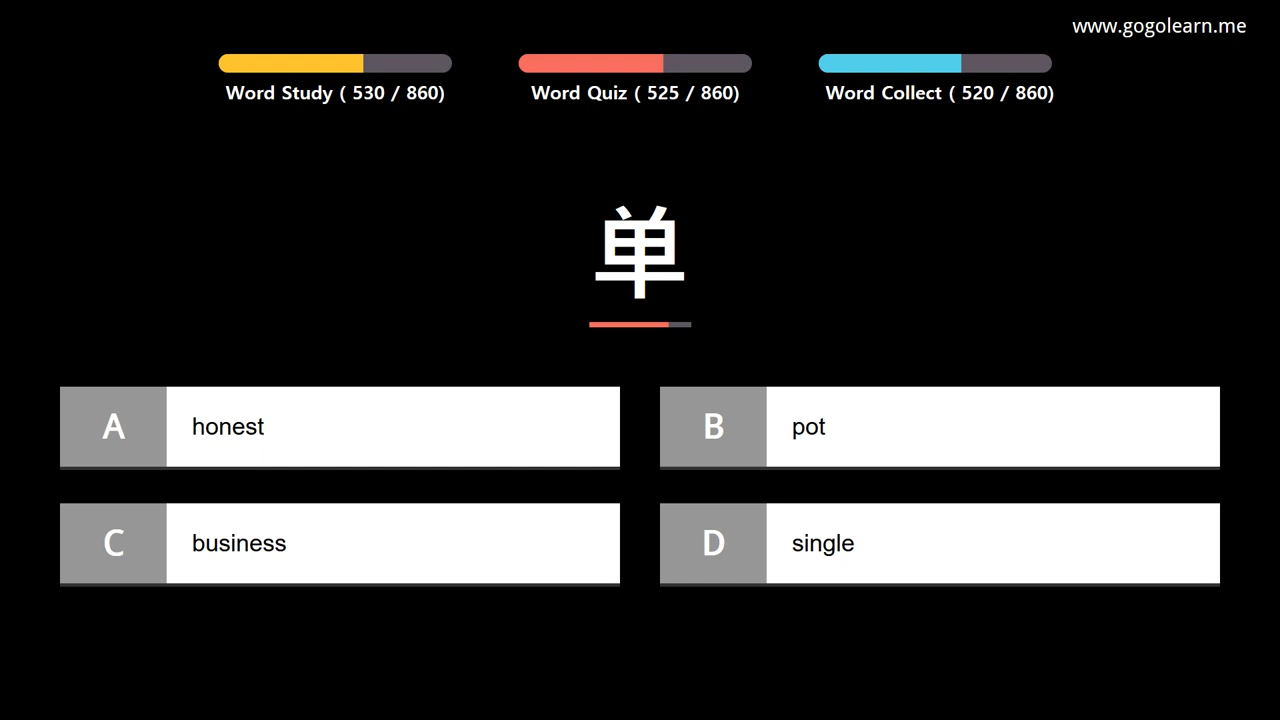 www.gogolearn.me
Word Study ( 530 / 860)
Word Quiz ( 525 / 860)
Word Collect ( 520 / 860)
单
A honest
B pot
C business
D single